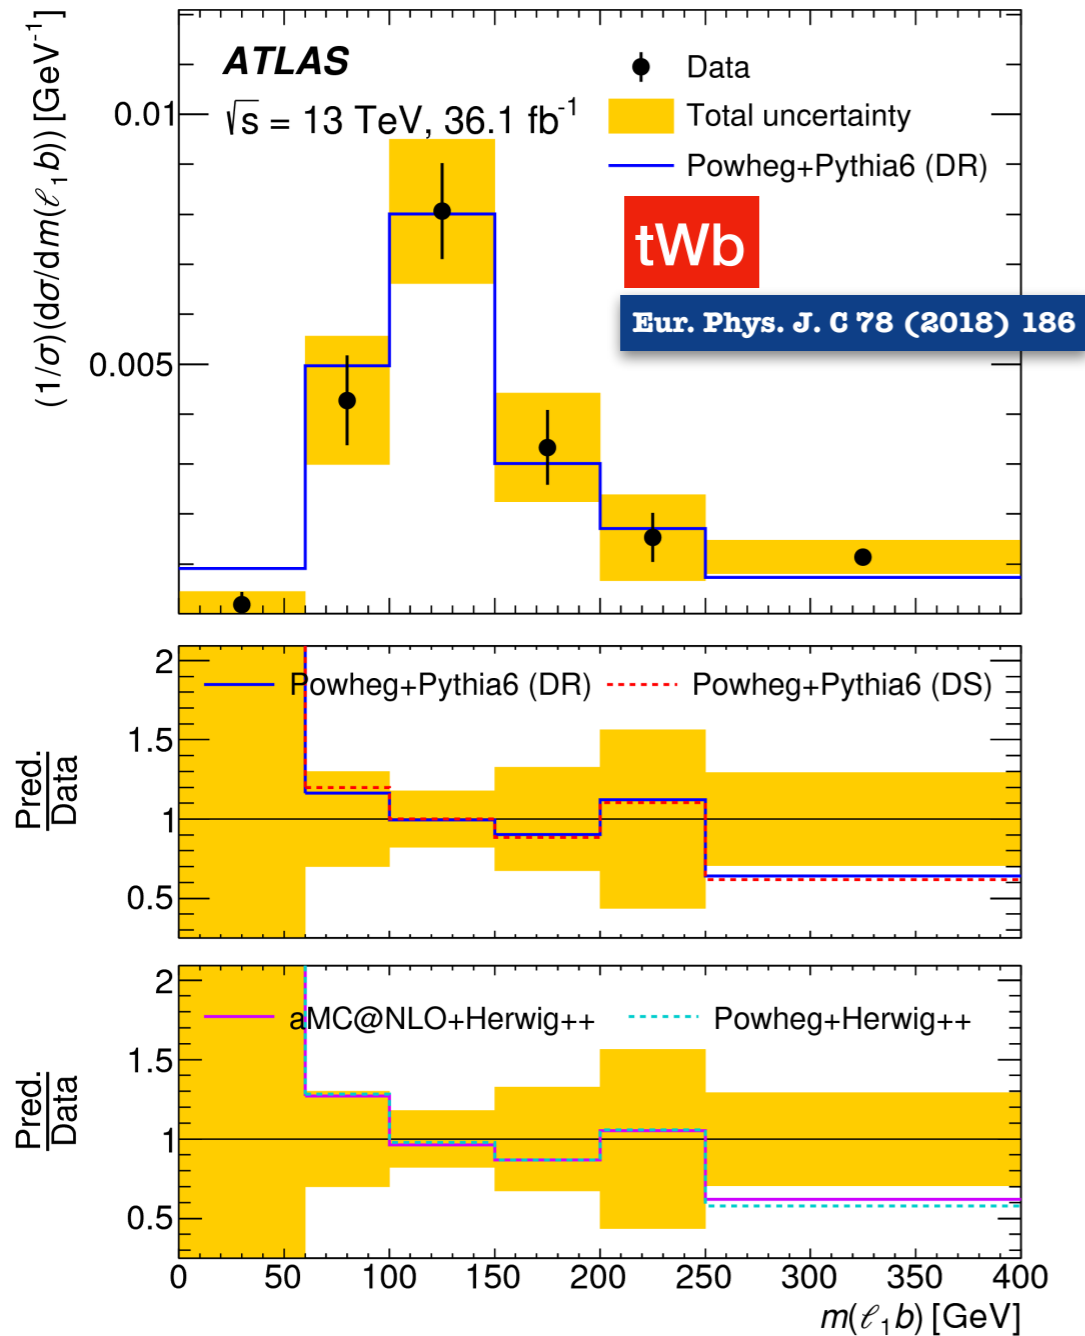 ATLAS
√s = 13 TeV, 36.1 fb⁻¹
Data
Total uncertainty
Powheg+Pythia6 (DR)
tWb
Eur. Phys. J. C 78 (2018) 186
(1/σ)(dσ/dm(ℓ₁b)) [GeV⁻¹]
0.01
0.005
Powheg+Pythia6 (DR)
Powheg+Pythia6 (DS)
Pred.
Data
2
1.5
1
0.5
aMC@NLO+Herwig++
Powheg+Herwig++
Pred.
Data
2
1.5
1
0.5
0 50 100 150 200 250 300 350 400
m(ℓ₁b) [GeV]